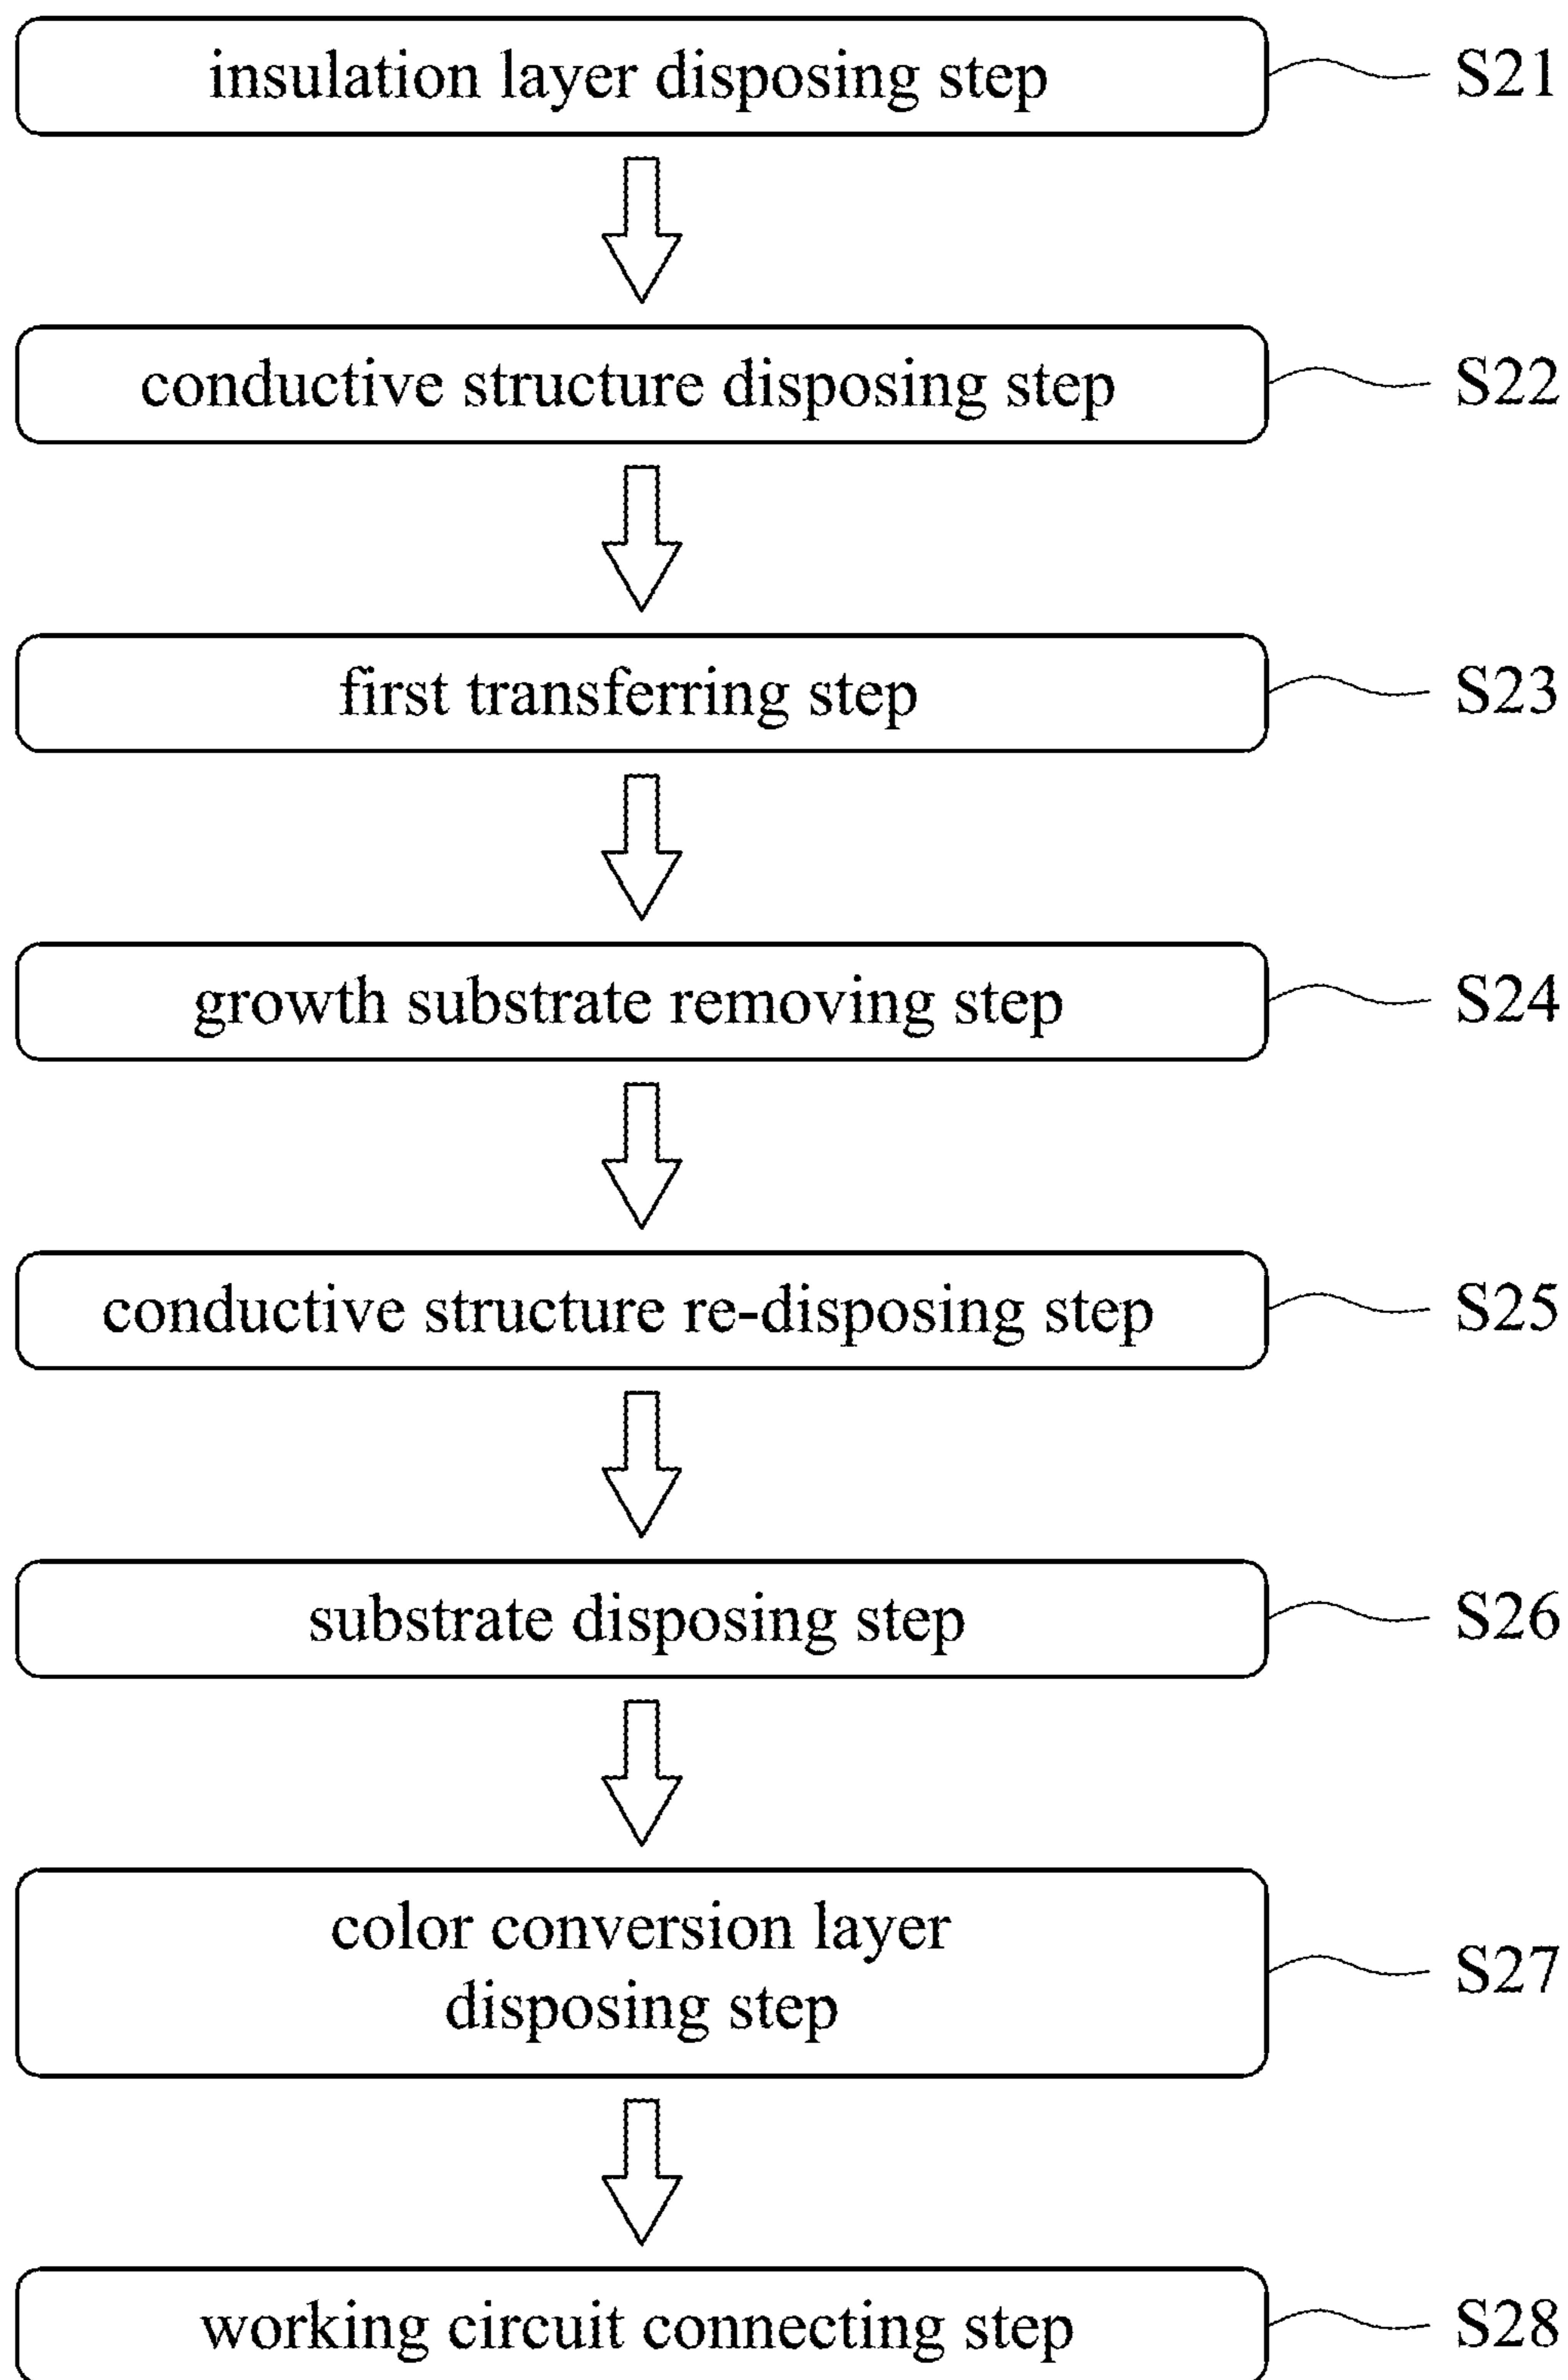 insulation layer disposing step S21
conductive structure disposing step S22
first transferring step S23
growth substrate removing step S24
conductive structure re-disposing step S25
substrate disposing step S26
color conversion layer
disposing step S27
working circuit connecting step S28